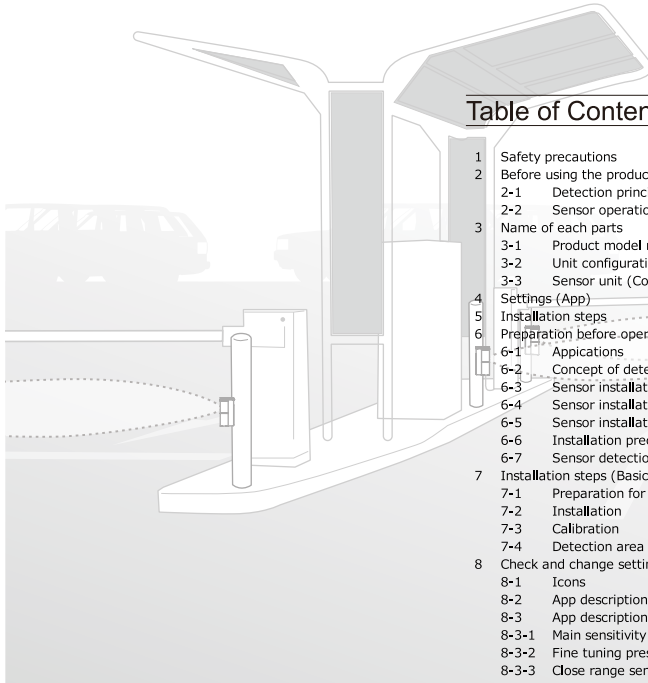 Table of Conten
1 Safety precautions
2 Before using the produc
2-1 Detection princ
2-2 Sensor operatio
3 Name of each parts
3-1 Product model
3-2 Unit configurati
3-3 Sensor unit (Co
4 Settings (App)
5 Installation steps
6 Preparation before oper
6-1 Appications
6-2 Concept of dete
6-3 Sensor installat
6-4 Sensor installat
6-5 Sensor installat
6-6 Installation prec
6-7 Sensor detectio
7 Installation steps (Basic
7-1 Preparation for
7-2 Installation
7-3 Calibration
7-4 Detection area
8 Check and change settin
8-1 Icons
8-2 App description
8-3 App description
8-3-1 Main sensitivity
8-3-2 Fine tuning pres
8-3-3 Close range sen